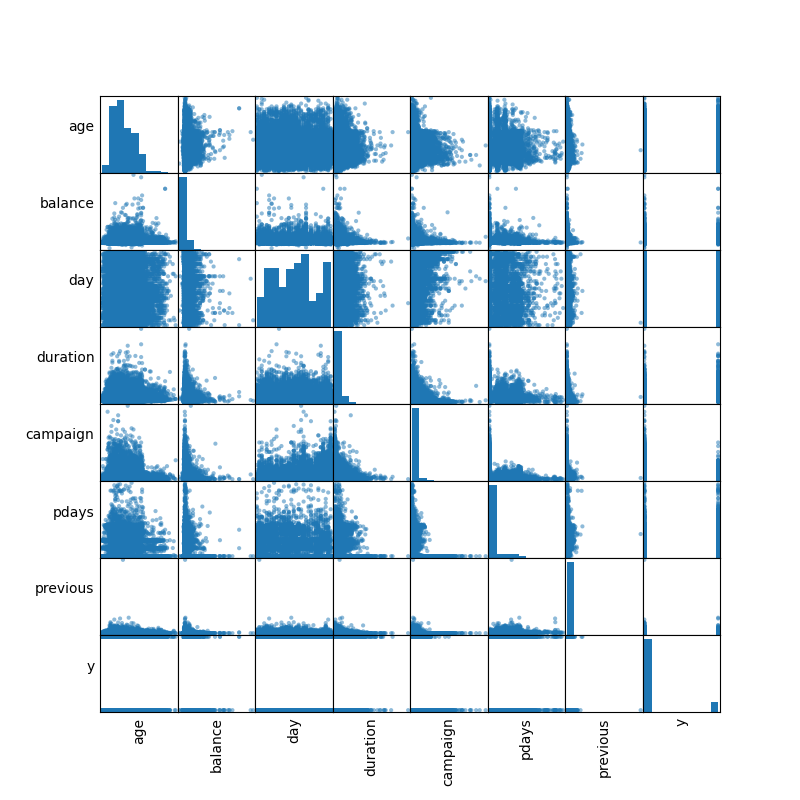 age
balance
day
duration
campaign
pdays
previous
y
age
balance
day
duration
campaign
pdays
previous
y